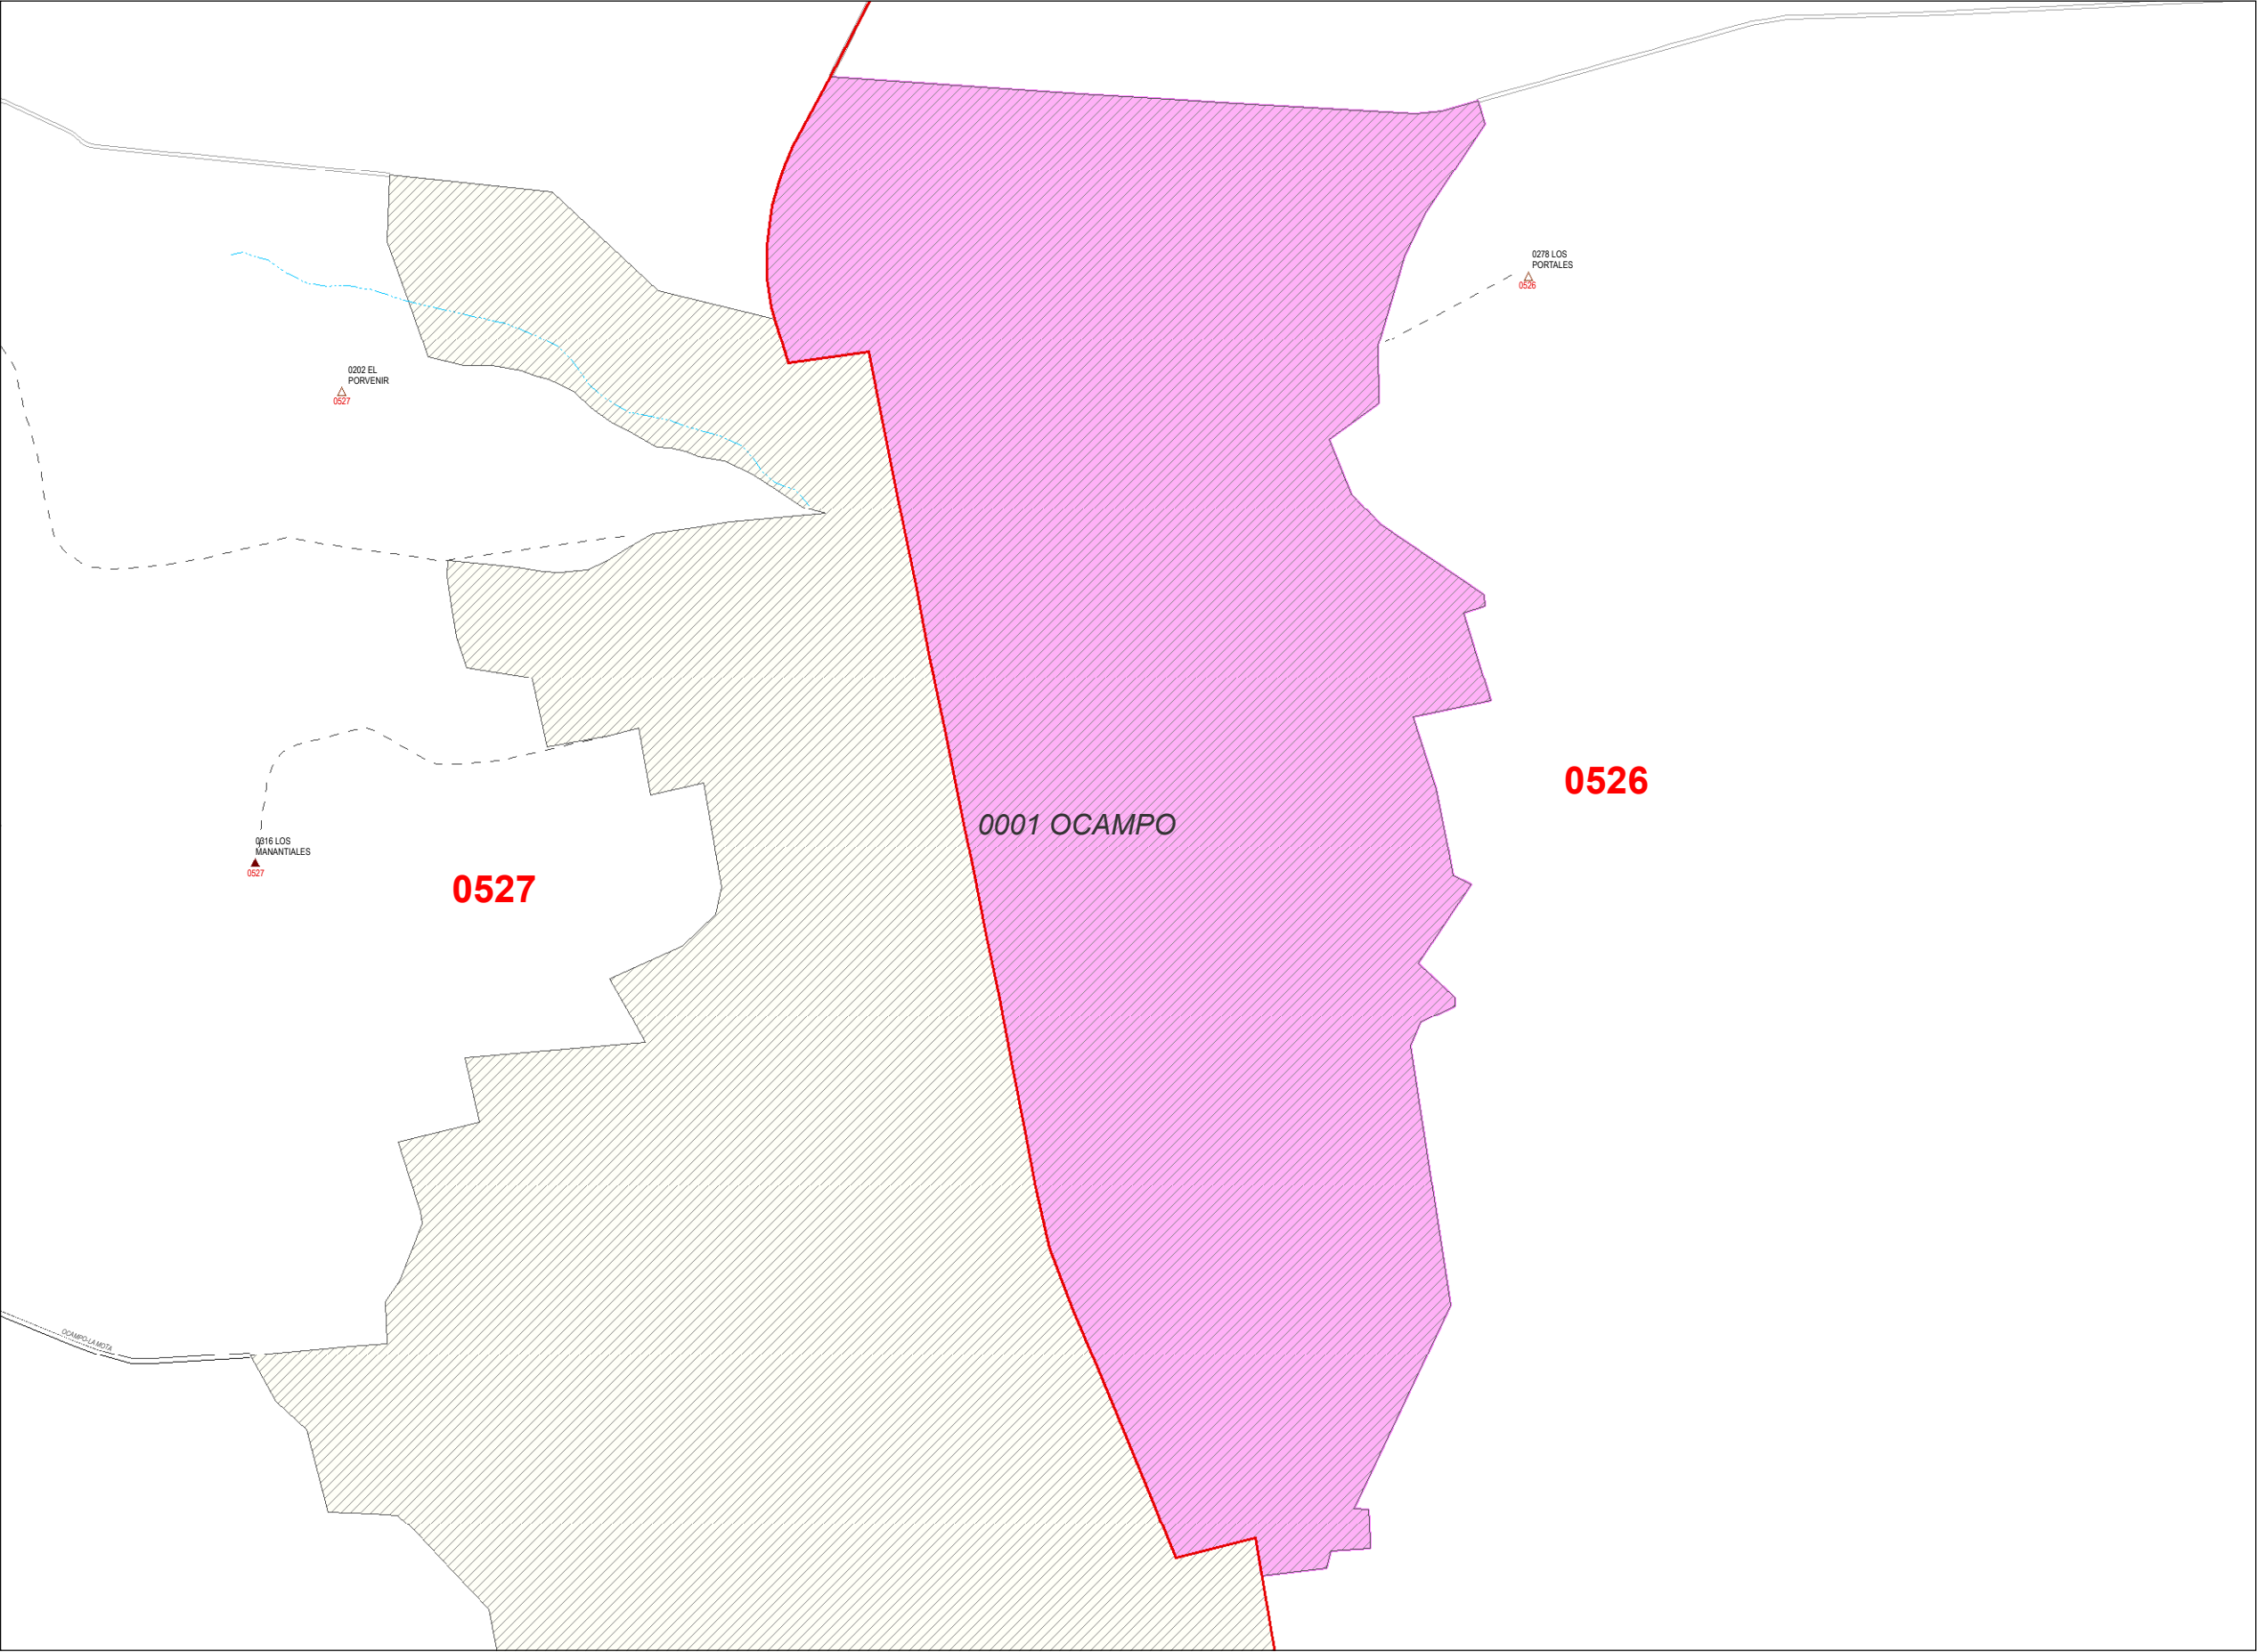 0278 LOS
PORTALES
0526
0202 EL
PORVENIR
0527
0526
0001 OCAMPO
0316 LOS
MANANTIALES
0527
0527
OCAMPO-LA MOTA